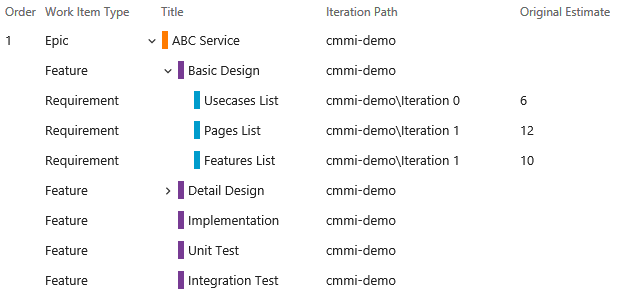 Order Work Item Type Title Iteration Path Original Estimate
1 Epic ABC Service cmmi-demo
Feature Basic Design cmmi-demo
Requirement Usecases List cmmi-demo\Iteration 0 6
Requirement Pages List cmmi-demo\Iteration 1 12
Requirement Features List cmmi-demo\Iteration 1 10
Feature Detail Design cmmi-demo
Feature Implementation cmmi-demo
Feature Unit Test cmmi-demo
Feature Integration Test cmmi-demo